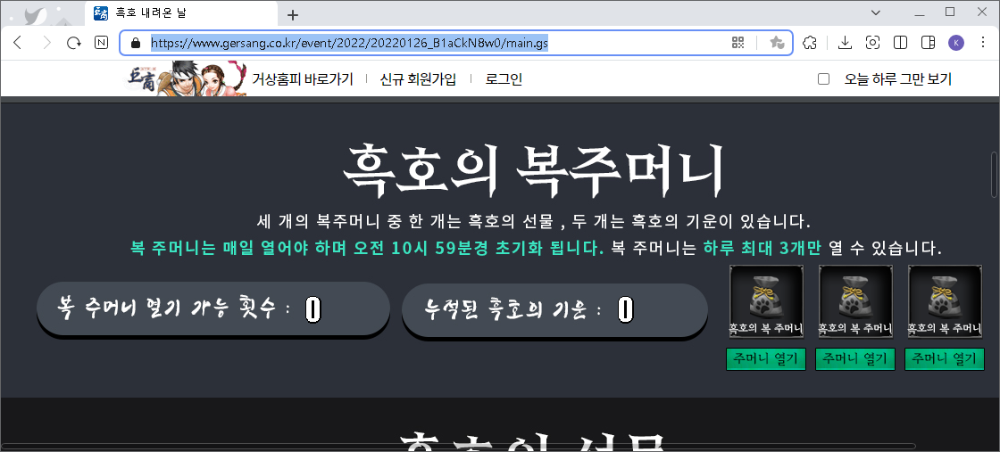 흑호 내려온 날
https://www.gersang.co.kr/event/2022/20220126_B1aCkN8w0/main.gs
K
巨商 거상홈피 바로가기 신규 회원가입 로그인 오늘 하루 그만 보기
흑호의 복주머니
세 개의 복주머니 중 한 개는 흑호의 선물 , 두 개는 흑호의 기운이 있습니다.
복 주머니는 매일 열어야 하며 오전 10시 59분경 초기화 됩니다. 복 주머니는 하루 최대 3개만 열 수 있습니다.
복 주머니 열기 가능 횟수 : 0
누적된 흑호의 기운 : 0
흑호의 복 주머니 흑호의 복 주머니 흑호의 복 주머니
주머니 열기 주머니 열기 주머니 열기
흑호의 선물